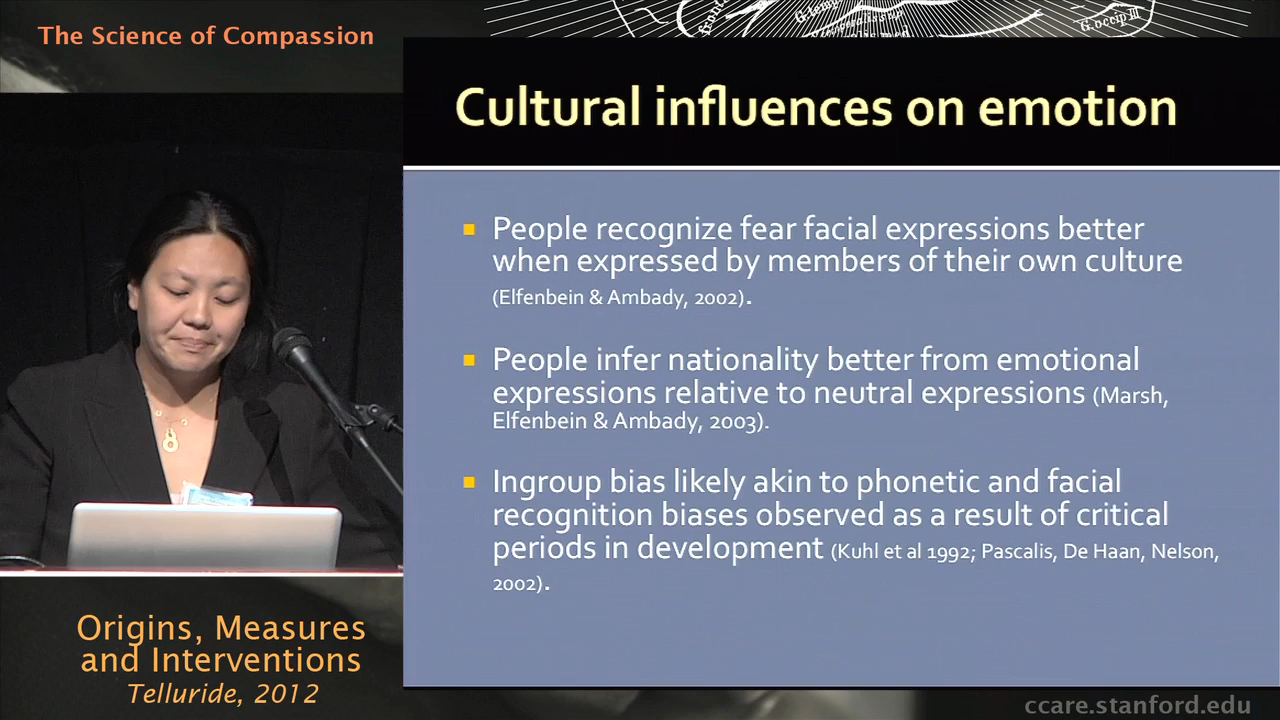 The Science of Compassion
G.occip III
Cultural influences on emotion
People recognize fear facial expressions better
when expressed by members of their own culture
(Elfenbein & Ambady, 2002).
People infer nationality better from emotional
expressions relative to neutral expressions (Marsh,
Elfenbein & Ambady, 2003).
Ingroup bias likely akin to phonetic and facial
recognition biases observed as a result of critical
periods in development (Kuhl et al 1992; Pascalis, De Haan, Nelson,
2002).
Origins, Measures
and Interventions
Telluride, 2012
ccare.stanford.edu